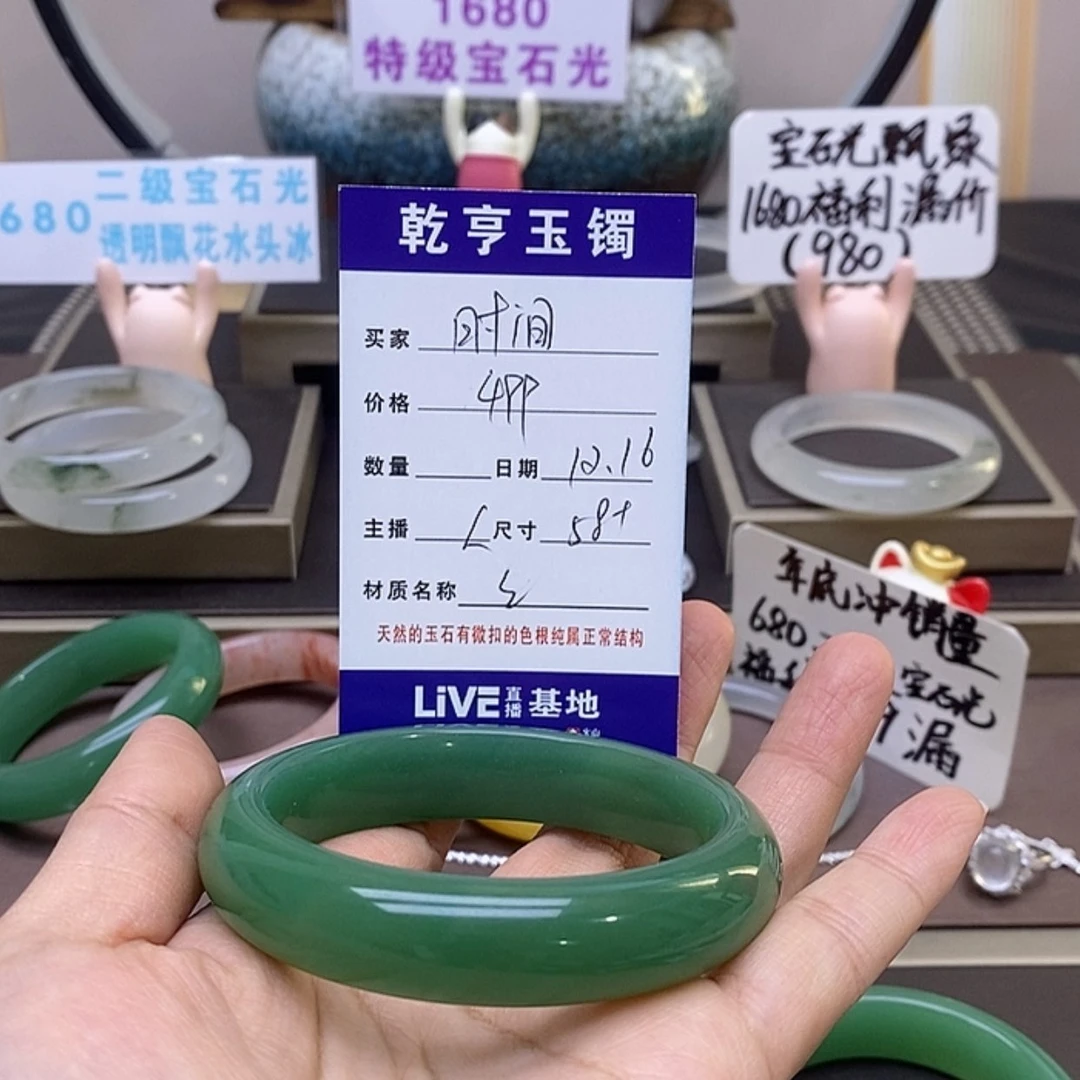 1680
特级宝石光
二级宝石光
680
透明飘花水头冰
宝石光飘绿
1680福利漏价
(980)
乾亨玉镯
买家 时间
价格
数量 日期 12.16
主播 L 尺寸 58+
材质名称
天然的玉石有微扣的色根纯属正常结构
LiVE直播基地
年底冲销量
680
宝石光
9漏